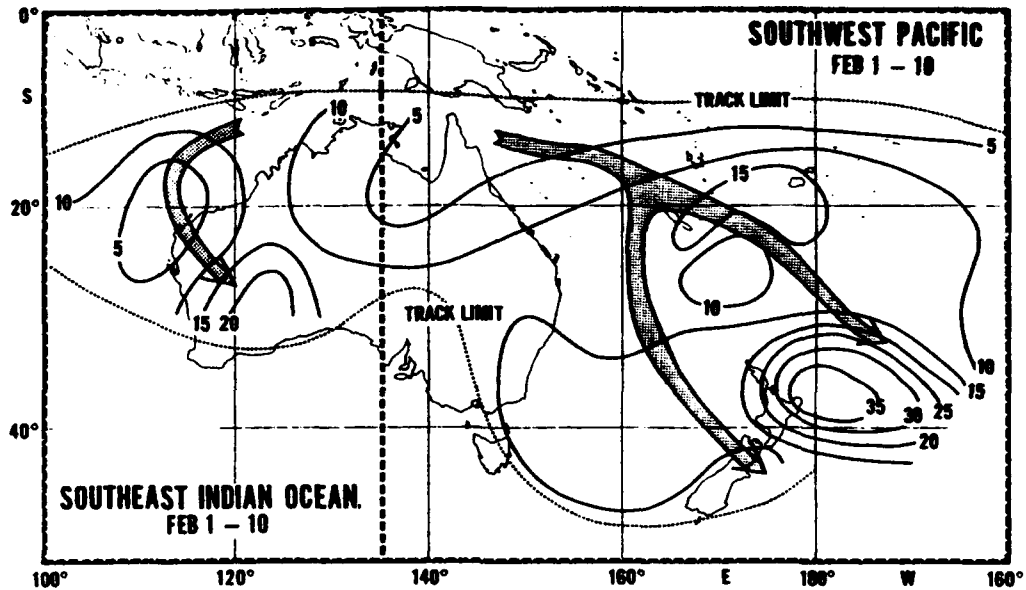 0°
SOUTHWEST PACIFIC
FEB 1 – 10
S
TRACK LIMIT
10
5
15
5
10
20°
5
15 20
TRACK LIMIT
10
10
15
35
30
25
20
40°
SOUTHEAST INDIAN OCEAN.
FEB 1 – 10
100°
120°
140°
160°
E
180°
W
160°